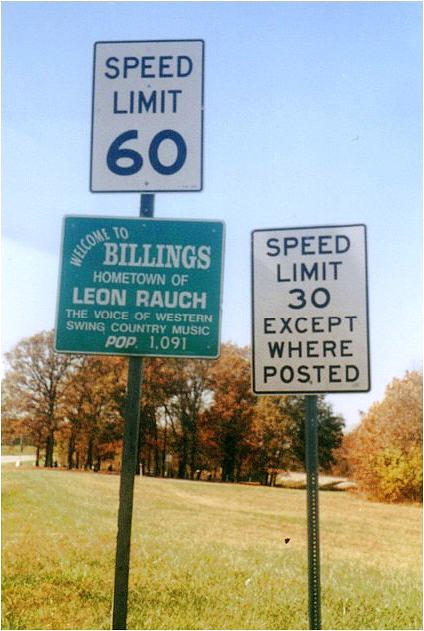 SPEED
LIMIT
60
WELCOME TO
BILLINGS
HOMETOWN OF
LEON RAUCH
THE VOICE OF WESTERN
SWING COUNTRY MUSIC
POP. 1,091
SPEED
LIMIT
30
EXCEPT
WHERE
POSTED